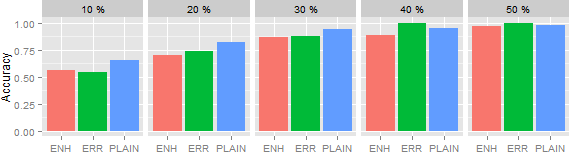 10 % 20 % 30 % 40 % 50 %
Accuracy
1.00
0.75
0.50
0.25
0.00
ENH ERR PLAIN ENH ERR PLAIN ENH ERR PLAIN ENH ERR PLAIN ENH ERR PLAIN